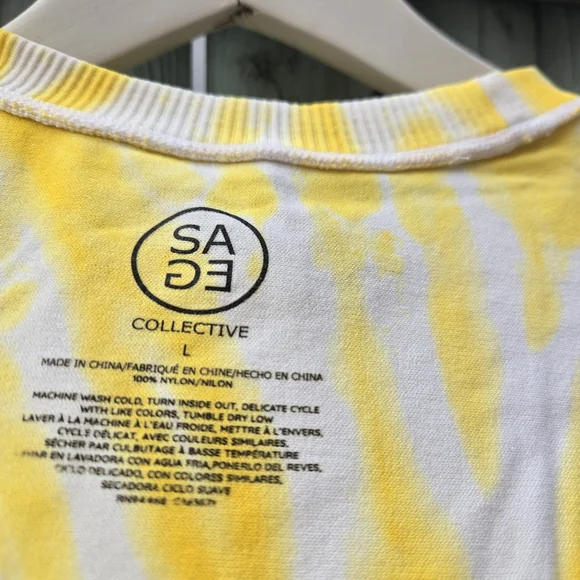 SA
GE
COLLECTIVE
L
MADE IN CHINA/FABRIQUÉ EN CHINE/HECHO EN CHINA
100% NYLON/NILON
MACHINE WASH COLD, TURN INSIDE OUT, DELICATE CYCLE
WITH LIKE COLORS, TUMBLE DRY LOW
LAVER À LA MACHINE À L'EAU FROIDE, METTRE À L'ENVERS,
CYCLE DÉLICAT, AVEC COULEURS SIMILAIRES.
SÉCHER PAR CULBUTAGE À BASSE TEMPÉRATURE
EN LAVADORA CON AGUA FRIA,PONERLO DEL REVES,
CICLO DELICADO, CON COLORES SIMILARES,
SECADORA CICLO SUAVE